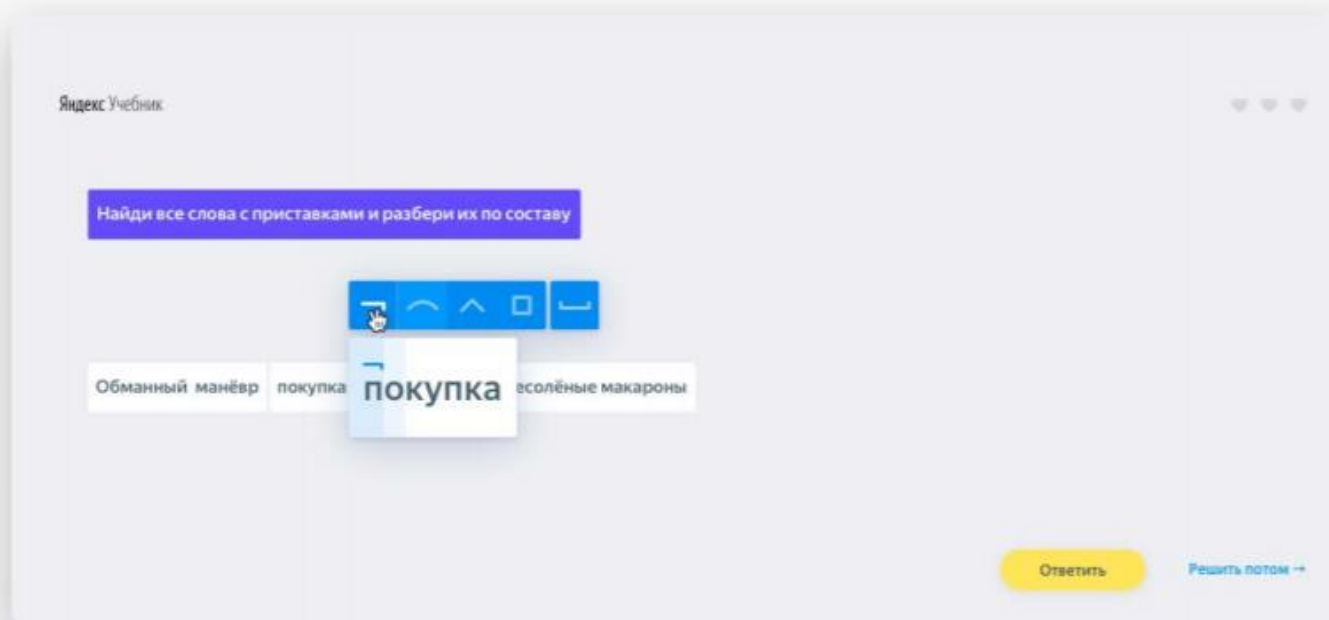 Яндекс Учебник
Найди все слова с приставками и разбери их по составу
покупка
Обманный манёвр покупка есолёные макароны
Ответить Решить потом →